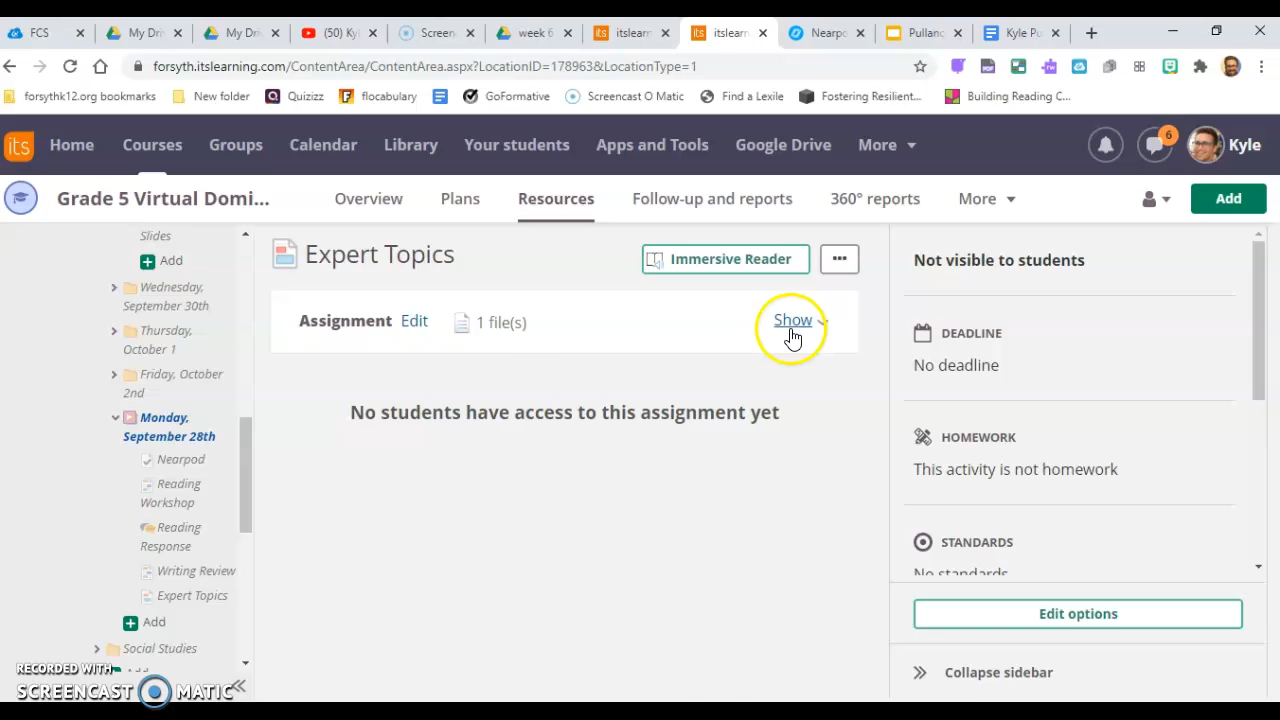 FCS
My Driv
My Dri
(50) Ky
Screen
week 6
itslearn
itslearn
Nearpo
Pullan
Kyle Pu
forsyth.itslearning.com/ContentArea/ContentArea.aspx?LocationID=178963&LocationType=1
forsythk12.org bookmarks
New folder
Quizizz
flocabulary
GoFormative
Screencast O Matic
Find a Lexile
Fostering Resilient...
Building Reading C...
its
Home
Courses
Groups
Calendar
Library
Your students
Apps and Tools
Google Drive
More
6
Kyle
Grade 5 Virtual Domi...
Overview
Plans
Resources
Follow-up and reports
360° reports
More
Add
Slides
Add
Wednesday,
September 30th
Thursday,
October 1
Friday, October
2nd
Monday,
September 28th
Nearpod
Reading
Workshop
Reading
Response
Writing Review
Expert Topics
Add
Social Studies
Expert Topics
Immersive Reader
Assignment Edit 1 file(s)
Show
No students have access to this assignment yet
Not visible to students
DEADLINE
No deadline
HOMEWORK
This activity is not homework
STANDARDS
No standards
Edit options
Collapse sidebar
RECORDED WITH
SCREENCAST MATIC